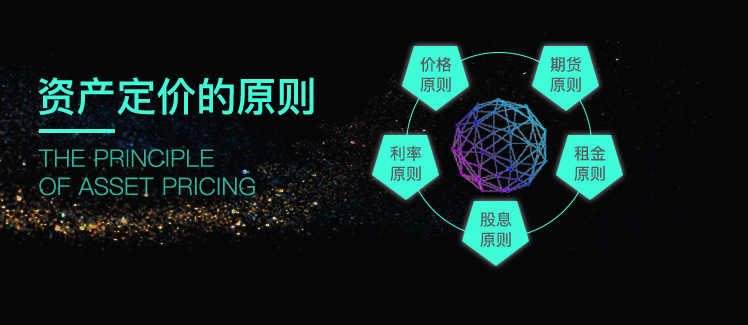 资产定价的原则
THE PRINCIPLE
OF ASSET PRICING
价格
原则
期货
原则
利率
原则
租金
原则
股息
原则